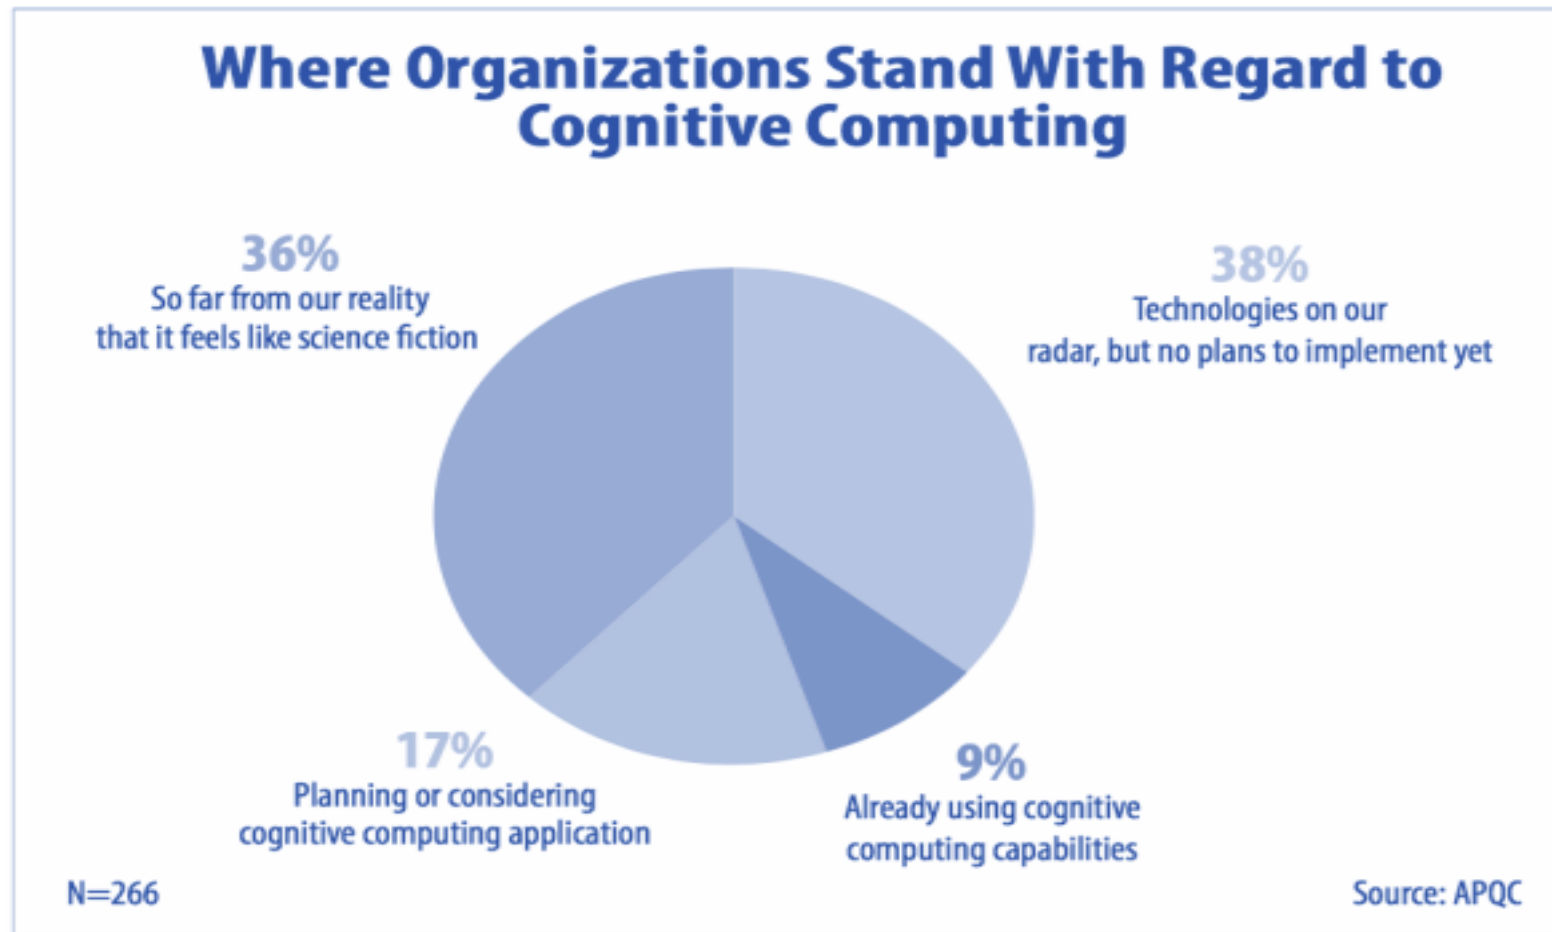 Where Organizations Stand With Regard to
Cognitive Computing
36%
So far from our reality
that it feels like science fiction
38%
Technologies on our
radar, but no plans to implement yet
17%
Planning or considering
cognitive computing application
9%
Already using cognitive
computing capabilities
N=266
Source: APQC